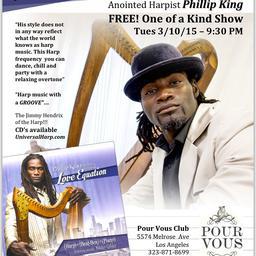 Anointed Harpist Phillip King
FREE! One of a Kind Show
Tues 3/10/15 – 9:30 PM
"His style does not
in any way reflect
what the world
knows as harp
music. This Harp
frequency you can
dance, chill and
party with a
relaxing overtone"
"Harp music with
a GROOVE"...
The Jimmy Hendrix
of the Harp!!!
CD's available
UniversalHarp.com
Love Equation
Pour Vous Club
5574 Melrose Ave
Los Angeles
323-871-8699
POUR
VOUS